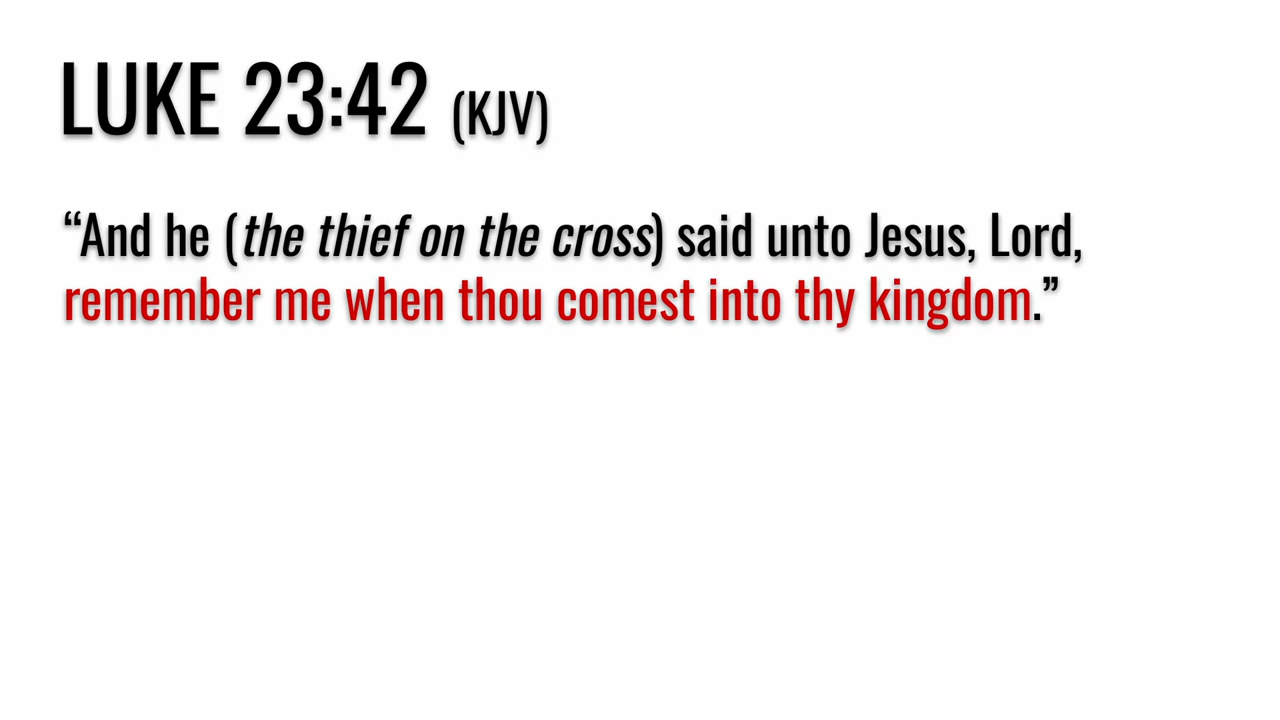 LUKE 23:42 (KJV)
“And he (the thief on the cross) said unto Jesus, Lord,
remember me when thou comest into thy kingdom.”